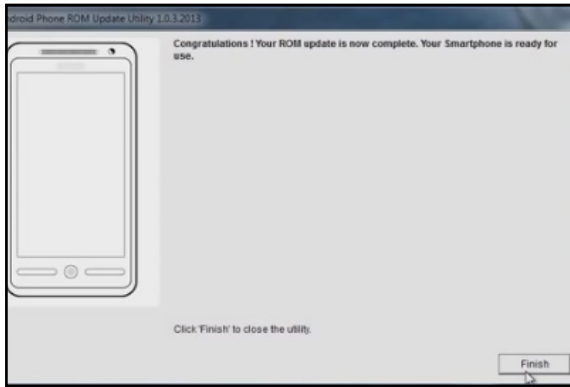 ndroid Phone ROM Update Utility 1.0.3.2013
Congratulations ! Your ROM update is now complete. Your Smartphone is ready for
use.
Click 'Finish' to close the utility.
Finish